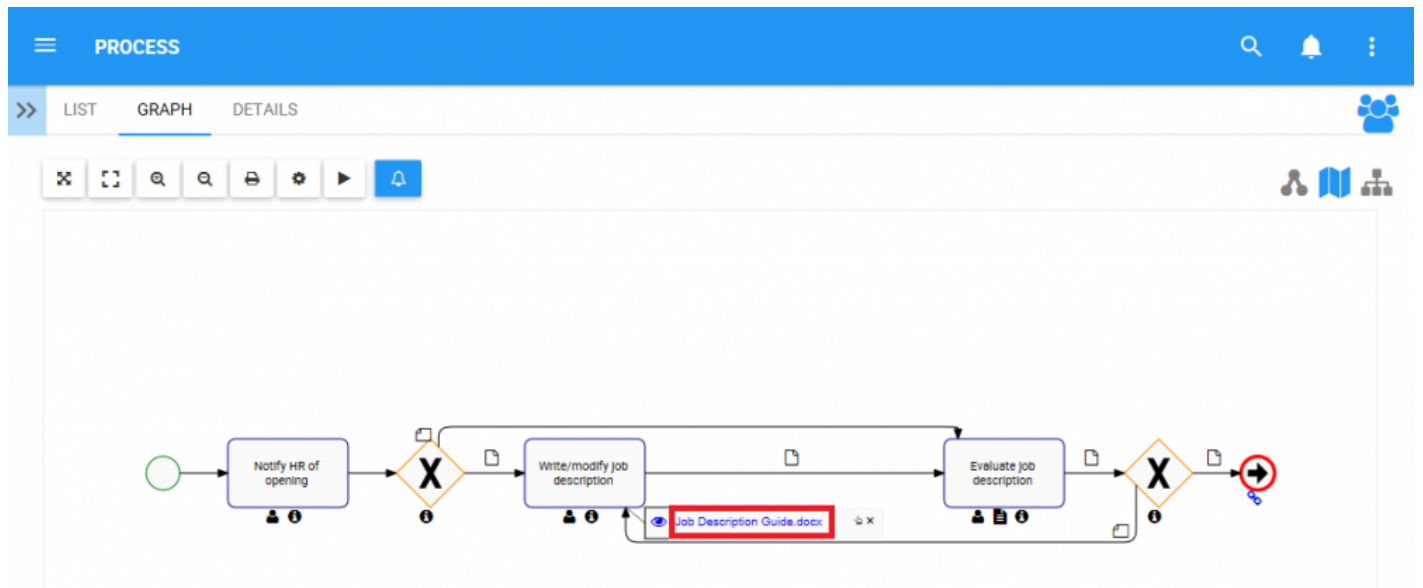 PROCESS
LIST GRAPH DETAILS
Notify HR of
opening
X
Write/modify job
description
Evaluate job
description
X
Job Description Guide.docx